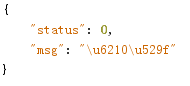 {
    "status": 0,
    "msg": "\u6210\u529f"
}